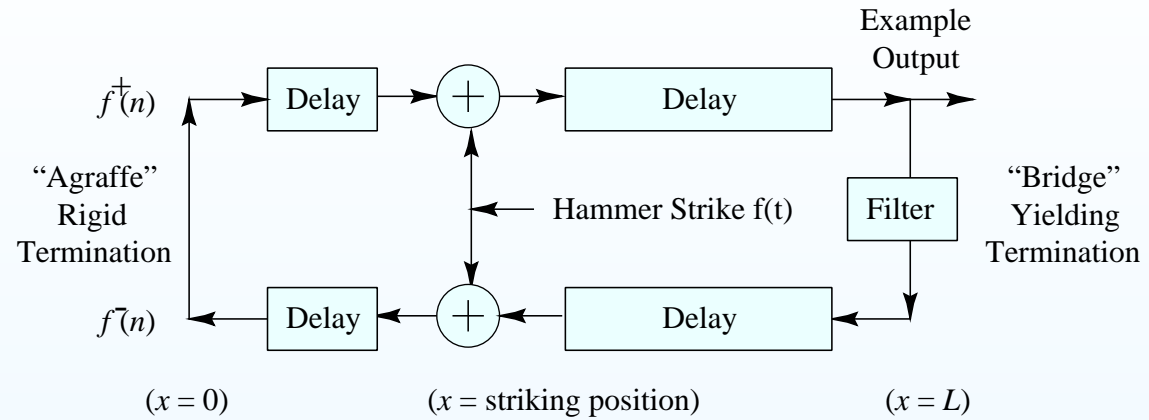 Example
Output
f⁺(n)
Delay
+
Delay
“Agraffe”
Rigid
Termination
Hammer Strike f(t)
Filter
“Bridge”
Yielding
Termination
f⁻(n)
Delay
+
Delay
(x = 0)
(x = striking position)
(x = L)